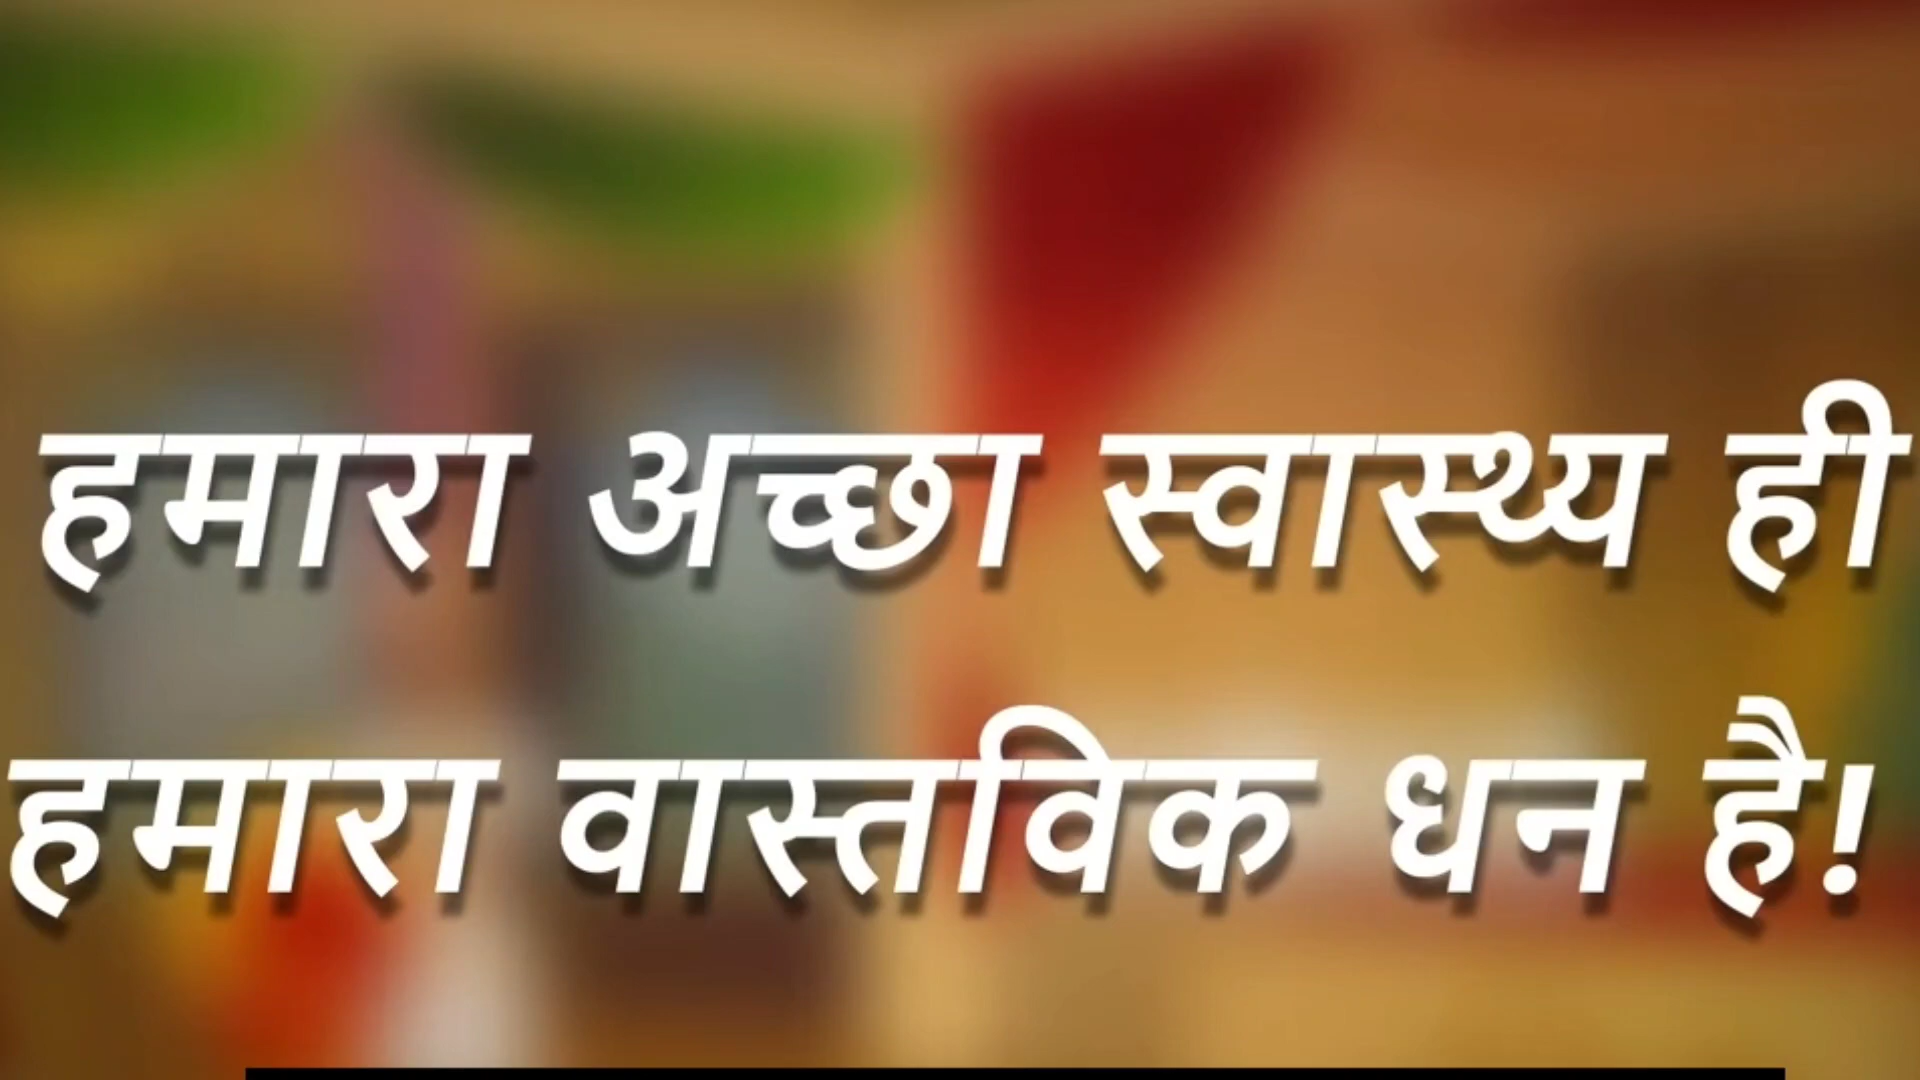 हमारा अच्छा स्वास्थ्य ही
हमारा वास्तविक धन है!